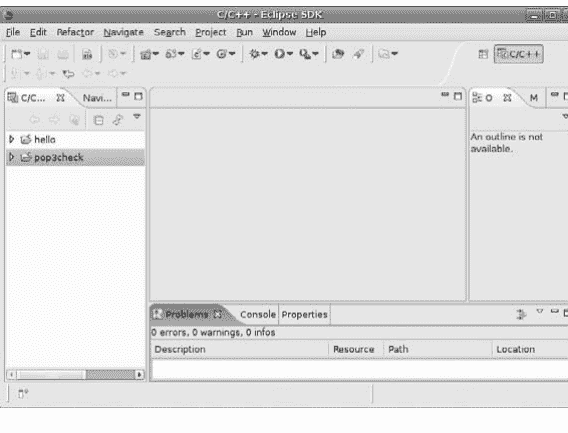 C/C++ - Eclipse SDK
File Edit Refactor Navigate Search Project Run Window Help
C/C++
C/C... Navi...
O M
hello
pop3check
An outline is not
available.
Problems Console Properties
0 errors, 0 warnings, 0 infos
Description Resource Path Location